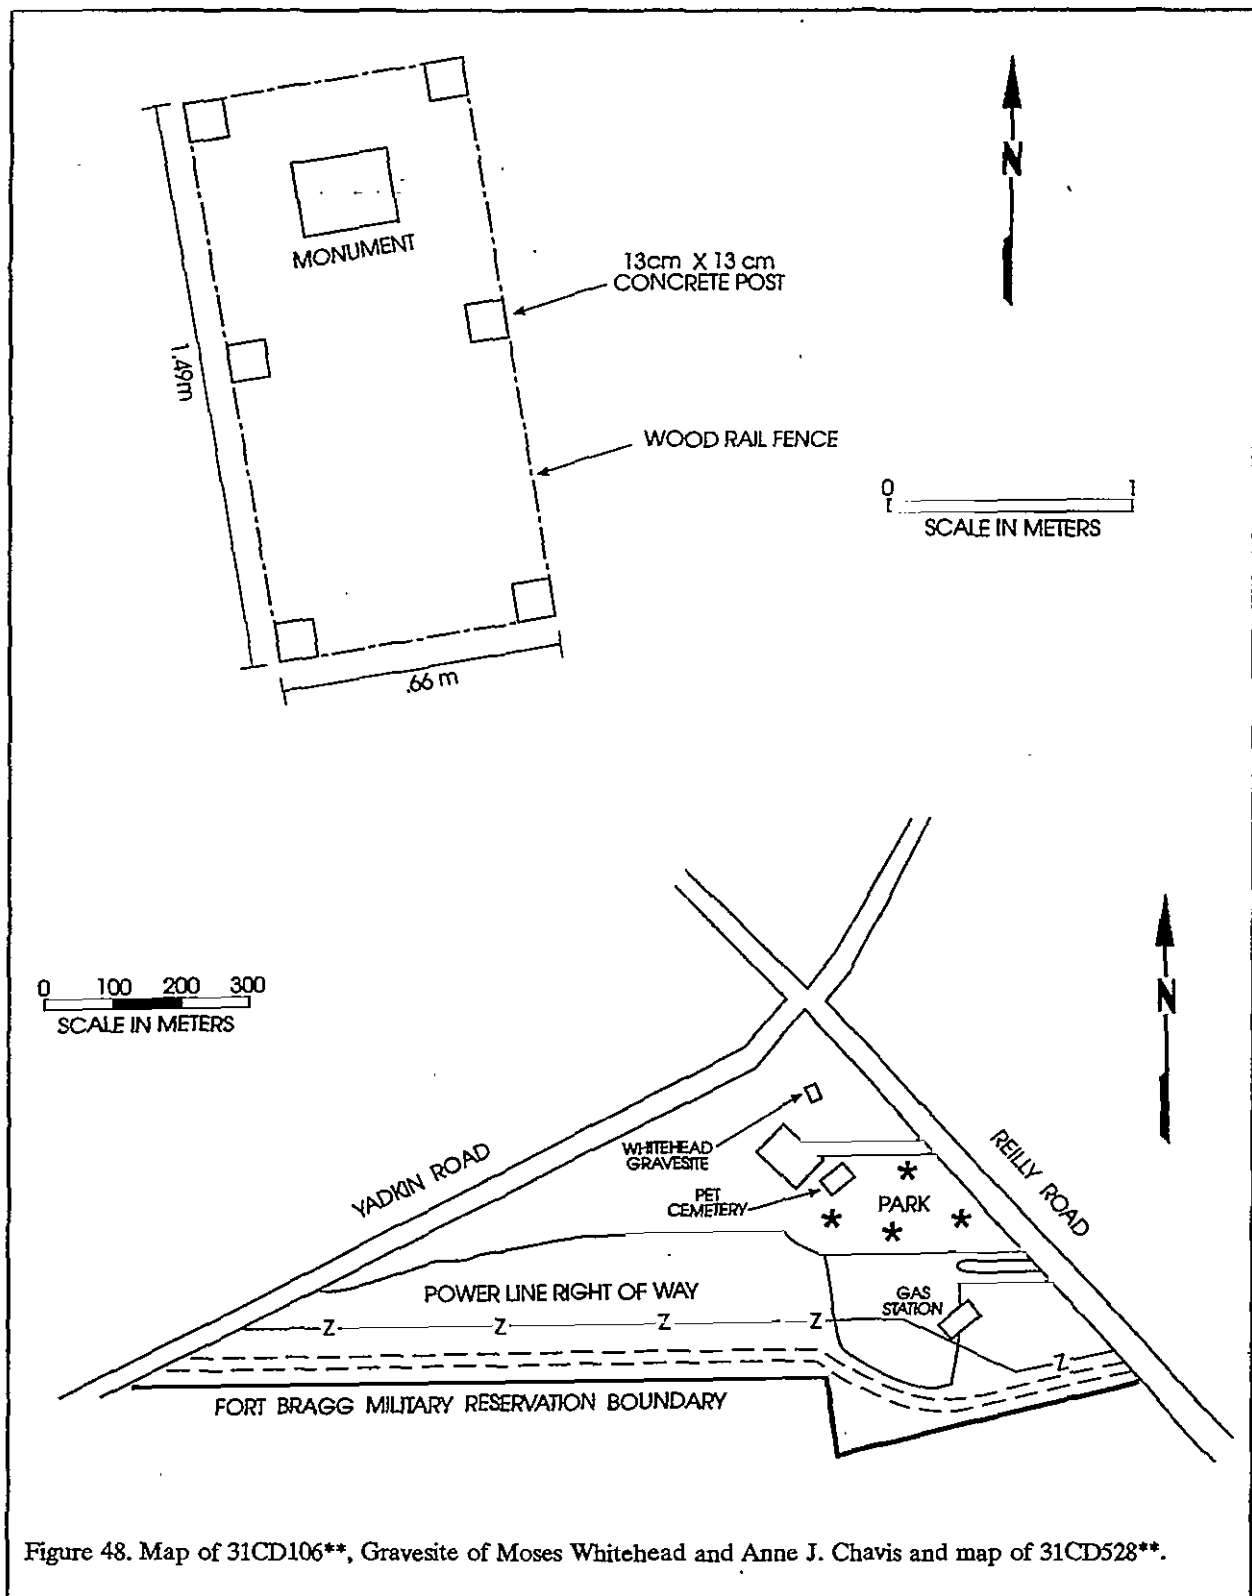 N
MONUMENT
13cm X 13 cm
CONCRETE POST
1.49m
WOOD RAIL FENCE
0 1
SCALE IN METERS
.66 m
0 100 200 300
SCALE IN METERS
N
WHITEHEAD
GRAVESITE
YADKIN ROAD
REILLY ROAD
PET
CEMETERY
PARK
* * * *
POWER LINE RIGHT OF WAY
GAS
STATION
Z Z Z Z Z
FORT BRAGG MILITARY RESERVATION BOUNDARY
Figure 48. Map of 31CD106**, Gravesite of Moses Whitehead and Anne J. Chavis and map of 31CD528**.